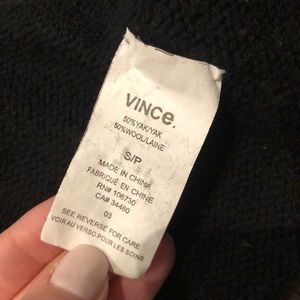 VINCe.
50%YAK/YAK
50%WOOL/LAINE
S/P
MADE IN CHINA
FABRIQUÉ EN CHINE
RN# 106730
CA# 34460
03
SEE REVERSE FOR CARE
VOIR AU VERSO POUR LES SOINS